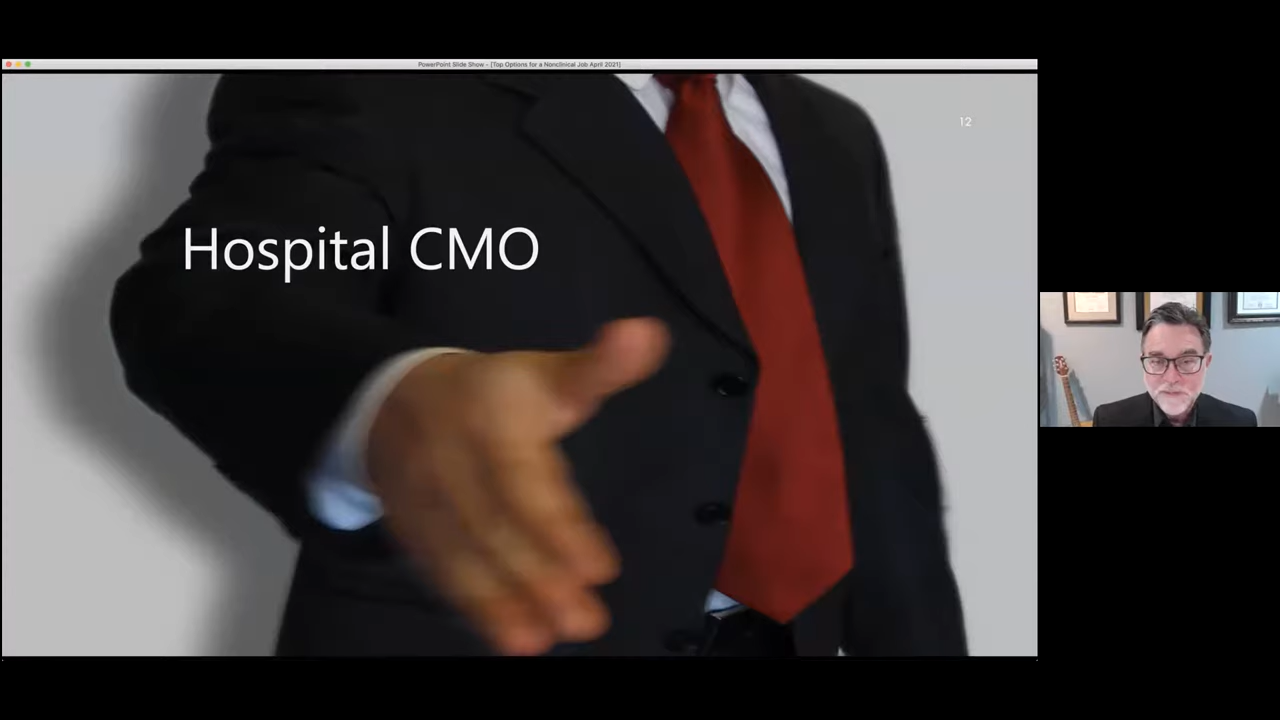 PowerPoint Slide Show - [Top Options for a Nonclinical Job April 2021]
12
Hospital CMO